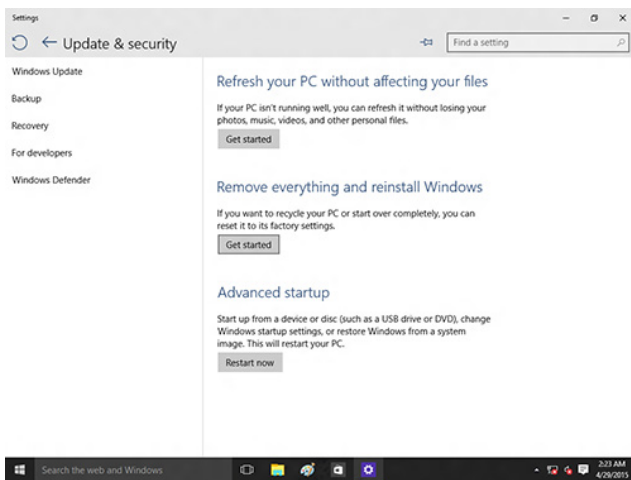 Settings
Update & security
Find a setting
Windows Update
Backup
Recovery
For developers
Windows Defender
Refresh your PC without affecting your files
If your PC isn't running well, you can refresh it without losing your
photos, music, videos, and other personal files.
Get started
Remove everything and reinstall Windows
If you want to recycle your PC or start over completely, you can
reset it to its factory settings.
Get started
Advanced startup
Start up from a device or disc (such as a USB drive or DVD), change
Windows startup settings, or restore Windows from a system
image. This will restart your PC.
Restart now
Search the web and Windows
2:23 AM
4/29/2015